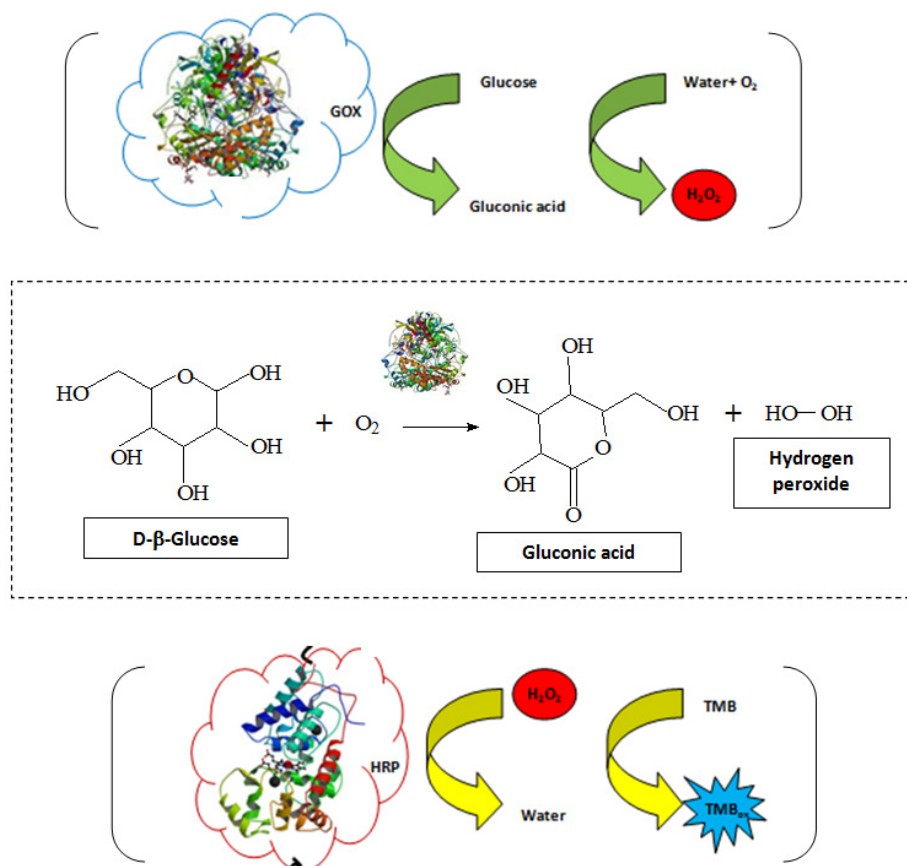 GOX
Glucose
Water+ O₂
Gluconic acid
H₂O₂
HO
O
OH
OH
OH
OH
+
O₂
OH
OH
OH
O
O
OH
+
HO—OH
D-β-Glucose
Gluconic acid
Hydrogen
peroxide
HRP
H₂O₂
TMB
Water
TMBox